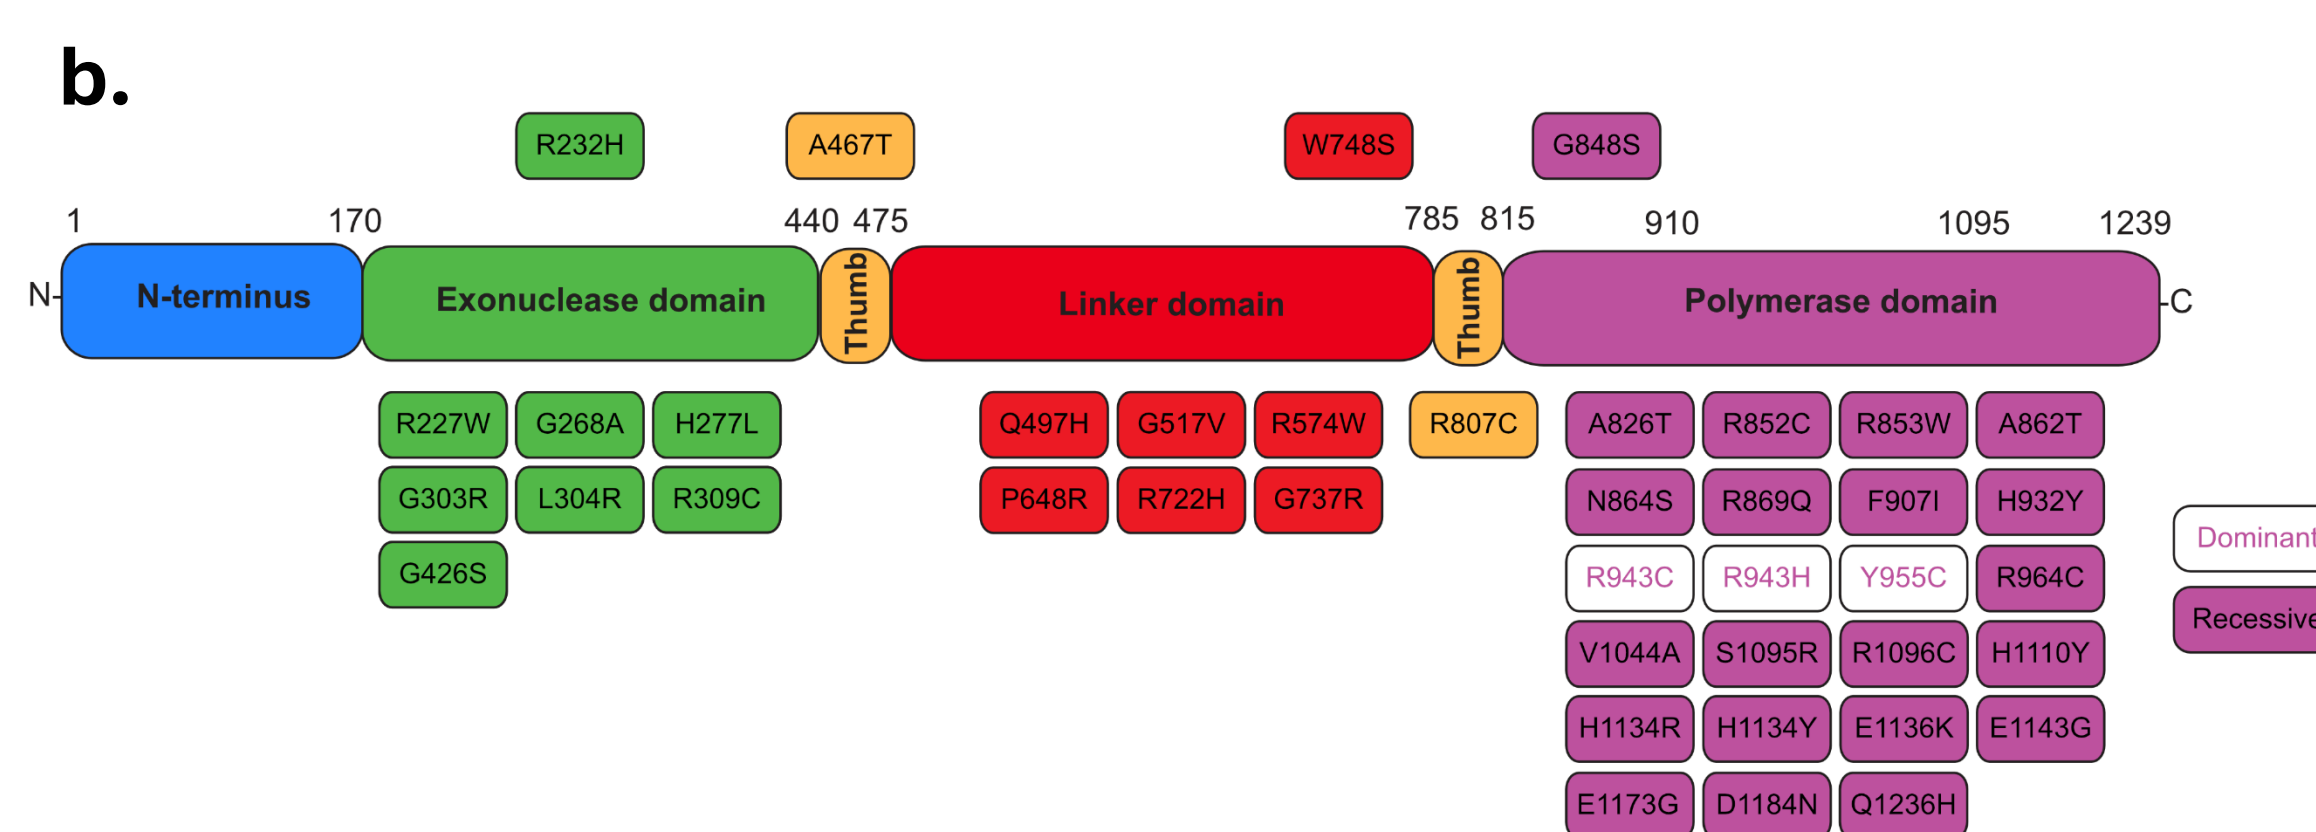 b.
R232H A467T W748S G848S
1 170 440 475 785 815 910 1095 1239
N- N-terminus Exonuclease domain Thumb Linker domain Thumb Polymerase domain -C
R227W G268A H277L Q497H G517V R574W R807C A826T R852C R853W A862T
G303R L304R R309C P648R R722H G737R N864S R869Q F907I H932Y
Dominant
G426S R943C R943H Y955C R964C
Recessive
V1044A S1095R R1096C H1110Y
H1134R H1134Y E1136K E1143G
E1173G D1184N Q1236H